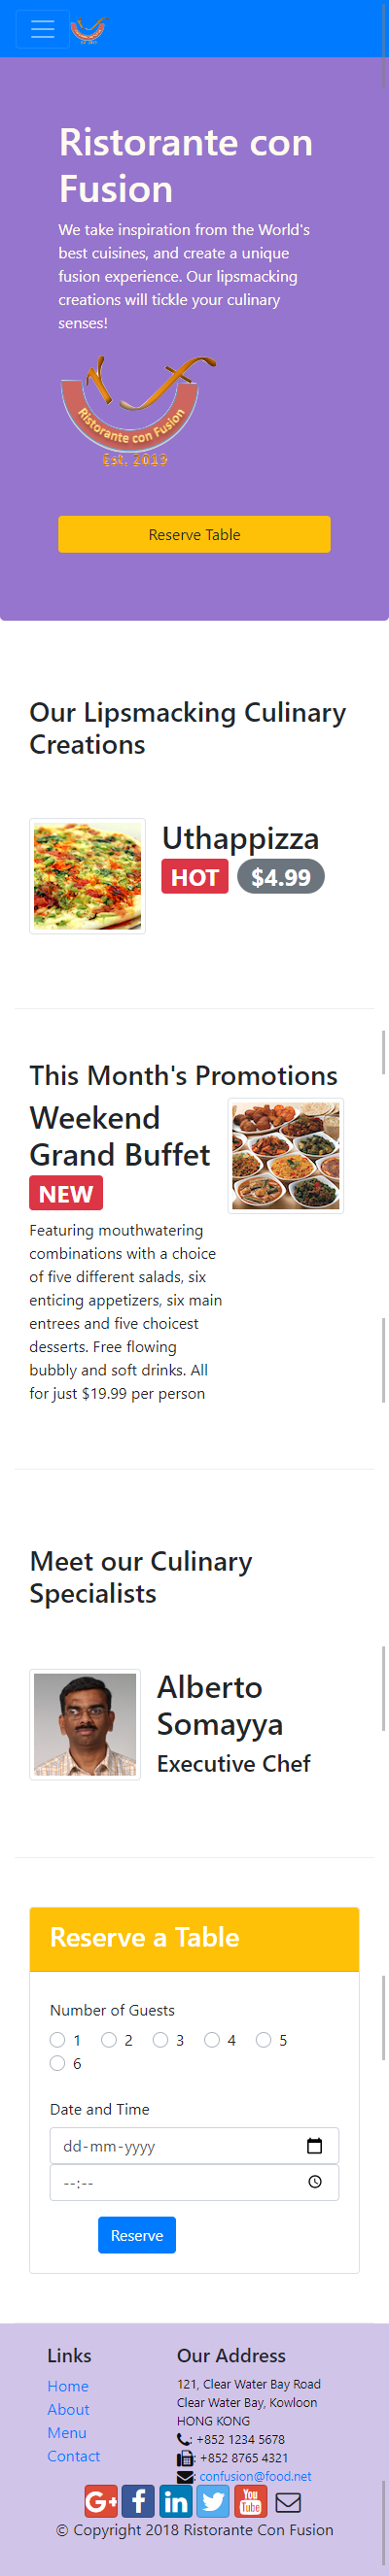 Ristorante con
Fusion
We take inspiration from the World's
best cuisines, and create a unique
fusion experience. Our lipsmacking
creations will tickle your culinary
senses!
Ristorante con Fusion
Est. 2013
Reserve Table
Our Lipsmacking Culinary
Creations
Uthappizza
HOT $4.99
This Month's Promotions
Weekend
Grand Buffet
NEW
Featuring mouthwatering
combinations with a choice
of five different salads, six
enticing appetizers, six main
entrees and five choicest
desserts. Free flowing
bubbly and soft drinks. All
for just $19.99 per person
Meet our Culinary
Specialists
Alberto
Somayya
Executive Chef
Reserve a Table
Number of Guests
1 2 3 4 5
6
Date and Time
dd-mm-yyyy
--:--
Reserve
Links
Home
About
Menu
Contact
Our Address
121, Clear Water Bay Road
Clear Water Bay, Kowloon
HONG KONG
: +852 1234 5678
: +852 8765 4321
: confusion@food.net
G+ f in You Tube
© Copyright 2018 Ristorante Con Fusion